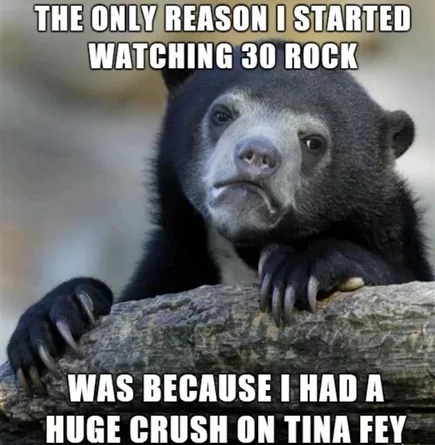 THE ONLY REASON I STARTED
WATCHING 30 ROCK
WAS BECAUSE I HAD A
HUGE CRUSH ON TINA FEY